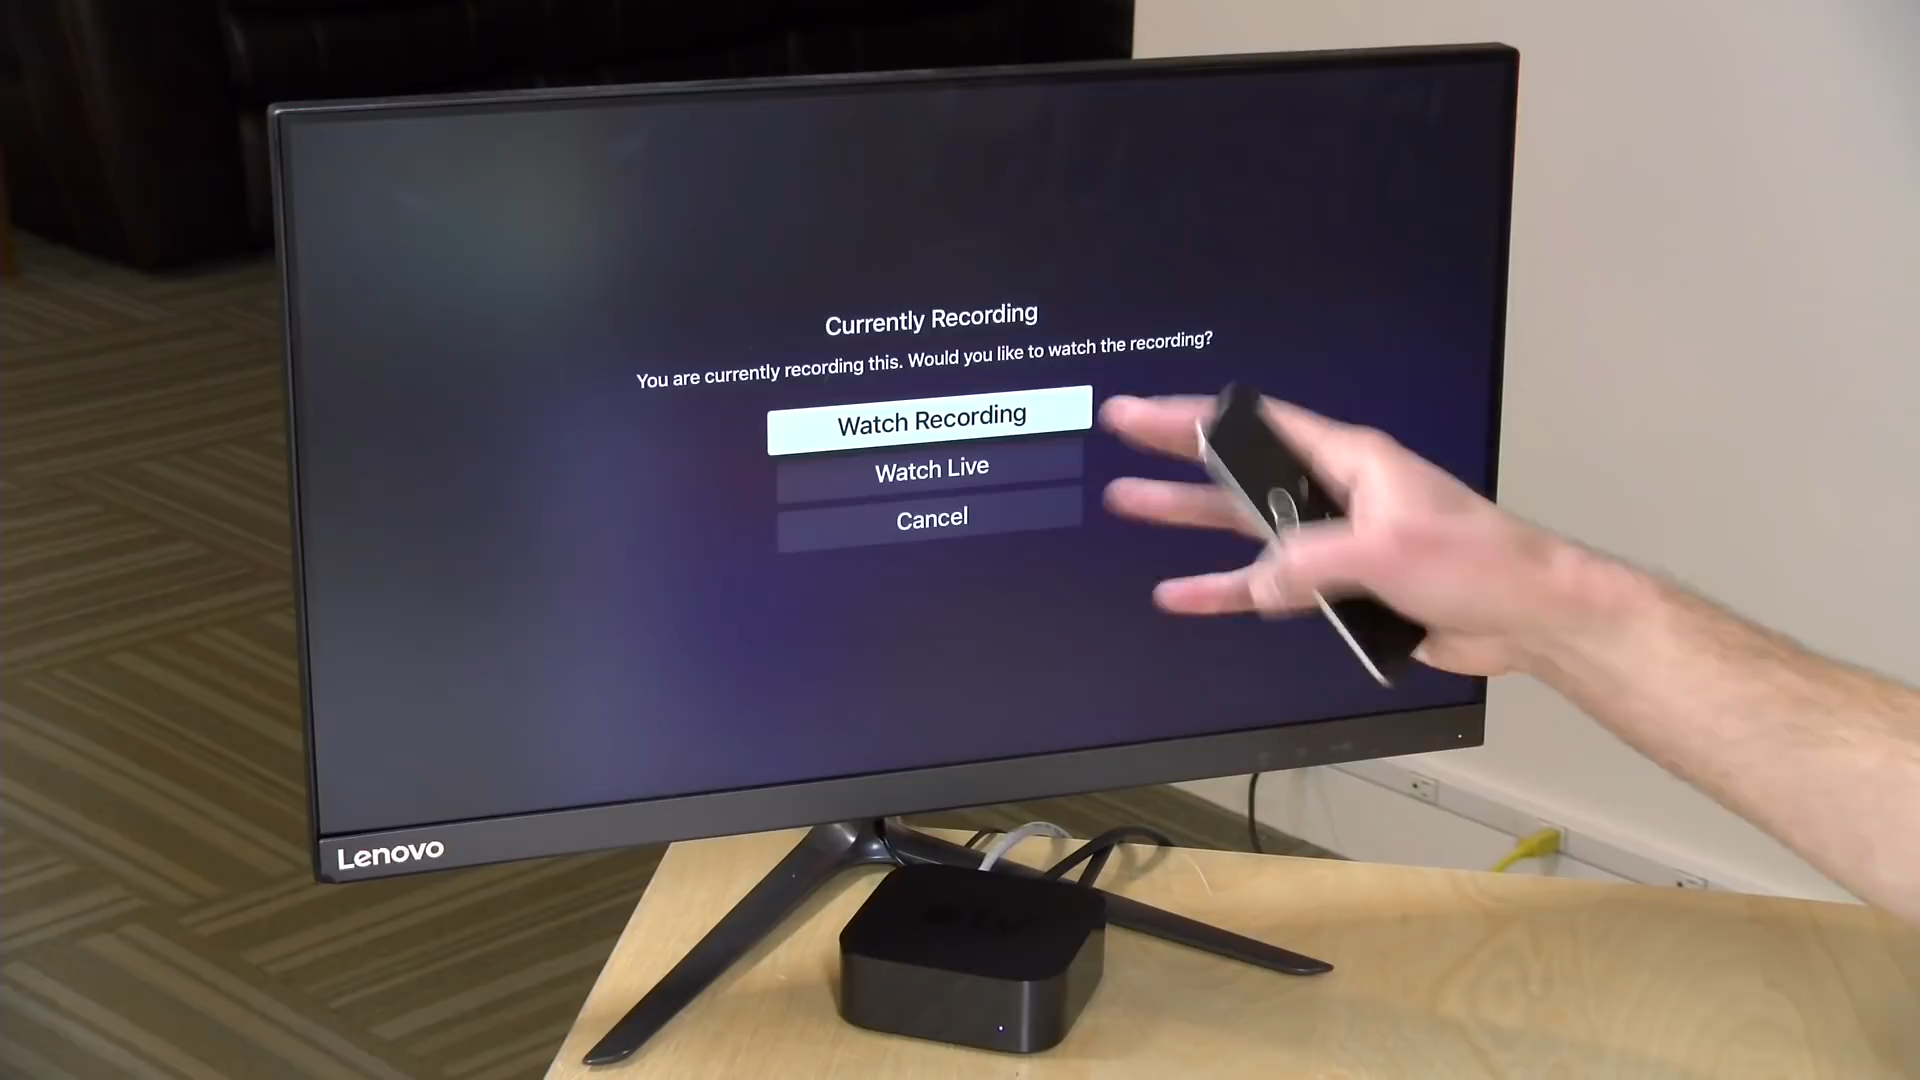 Currently Recording
You are currently recording this. Would you like to watch the recording?
Watch Recording
Watch Live
Cancel
Lenovo
tv